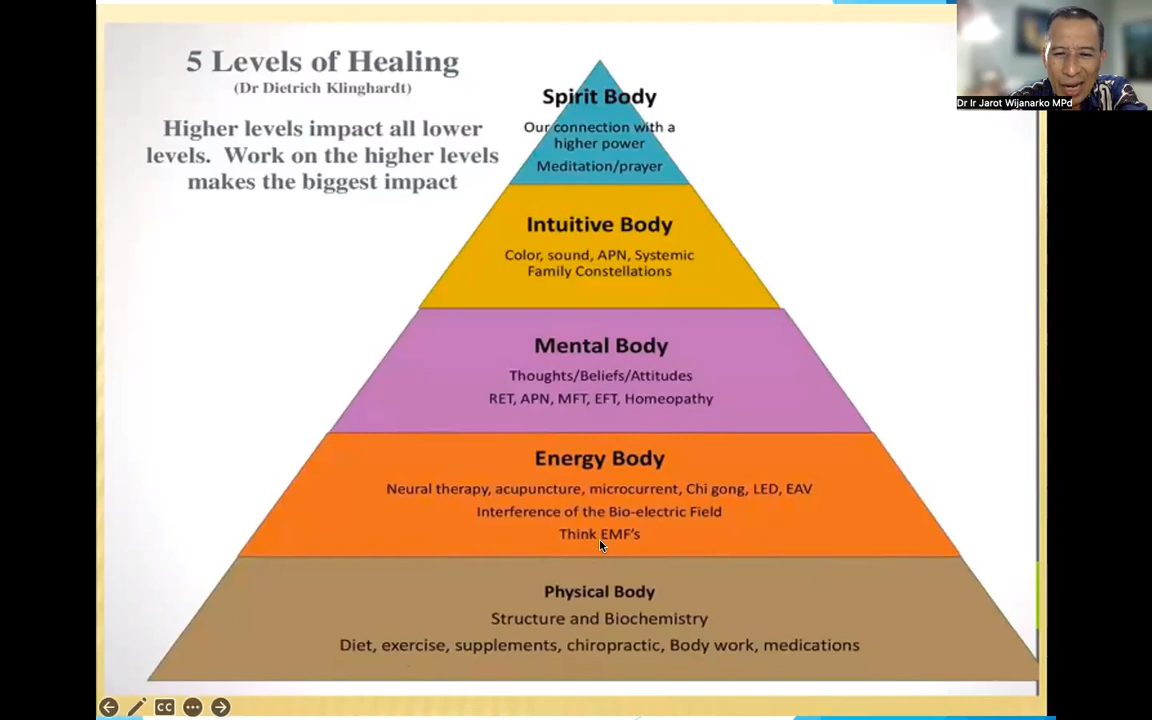 5 Levels of Healing
(Dr Dietrich Klinghardt)
Higher levels impact all lower
levels. Work on the higher levels
makes the biggest impact
Dr Ir Jarot Wijanarko MPd
Spirit Body
Our connection with a
higher power
Meditation/prayer
Intuitive Body
Color, sound, APN, Systemic
Family Constellations
Mental Body
Thoughts/Beliefs/Attitudes
RET, APN, MFT, EFT, Homeopathy
Energy Body
Neural therapy, acupuncture, microcurrent, Chi gong, LED, EAV
Interference of the Bio-electric Field
Think EMF's
Physical Body
Structure and Biochemistry
Diet, exercise, supplements, chiropractic, Body work, medications
CC